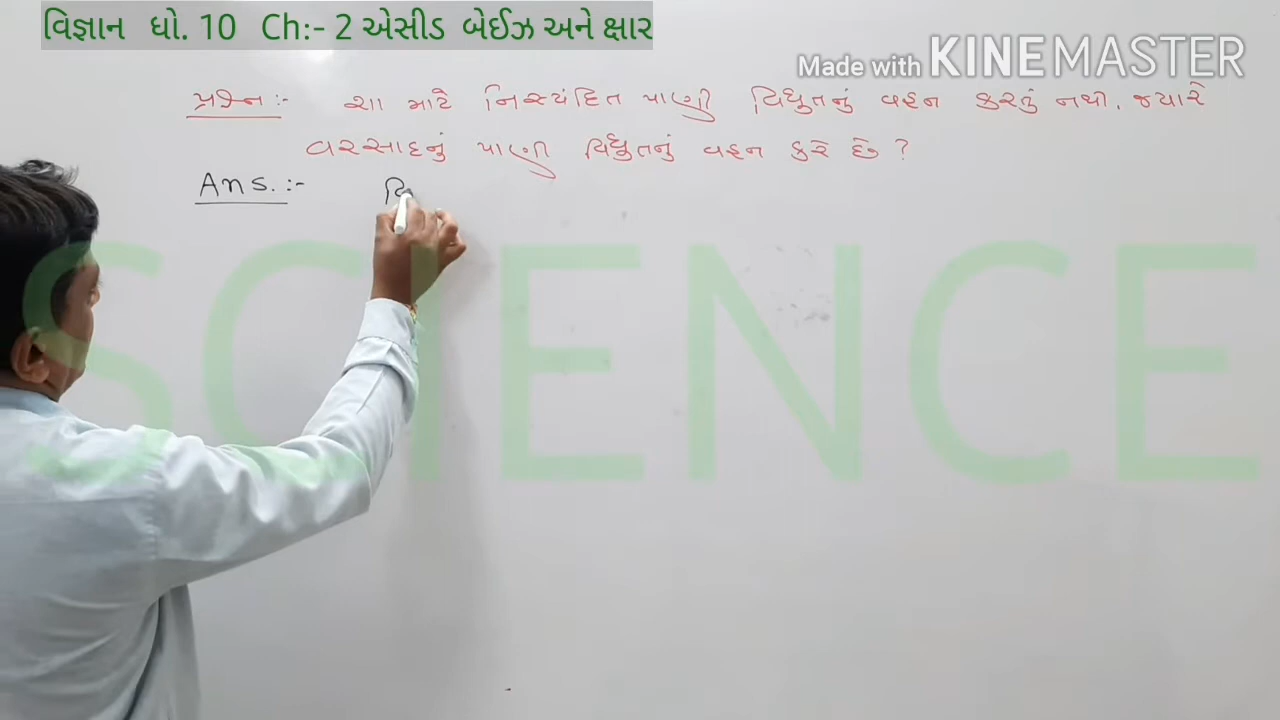 વિજ્ઞાન ધો. 10 Ch:- 2 એસીડ બેઈઝ અને ક્ષાર
Made with KINEMASTER
પ્રશ્ન :- શા માટે નિસ્યંદિત પાણી વિદ્યુતનું વહન કરતું નથી, જ્યારે
વરસાદનું પાણી વિદ્યુતનું વહન કરે છે ?
Ans. :- વિ
SCIENCE